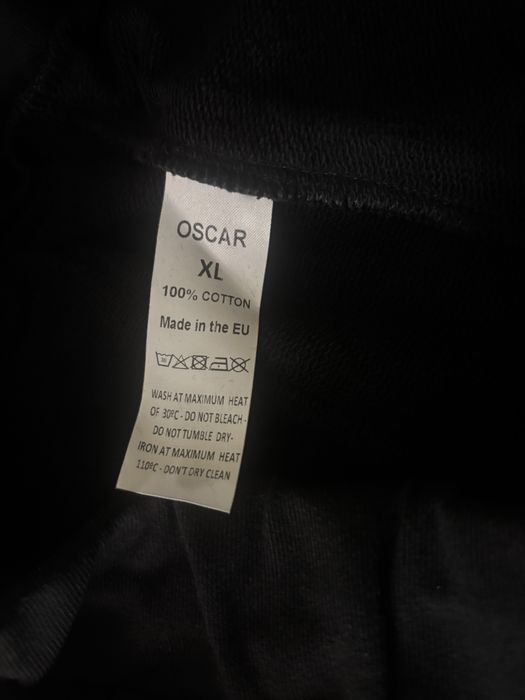 OSCAR
XL
100% COTTON
Made in the EU
30
WASH AT MAXIMUM HEAT
OF 30ºC - DO NOT BLEACH -
DO NOT TUMBLE DRY-
IRON AT MAXIMUM HEAT
110ºC - DON'T DRY CLEAN